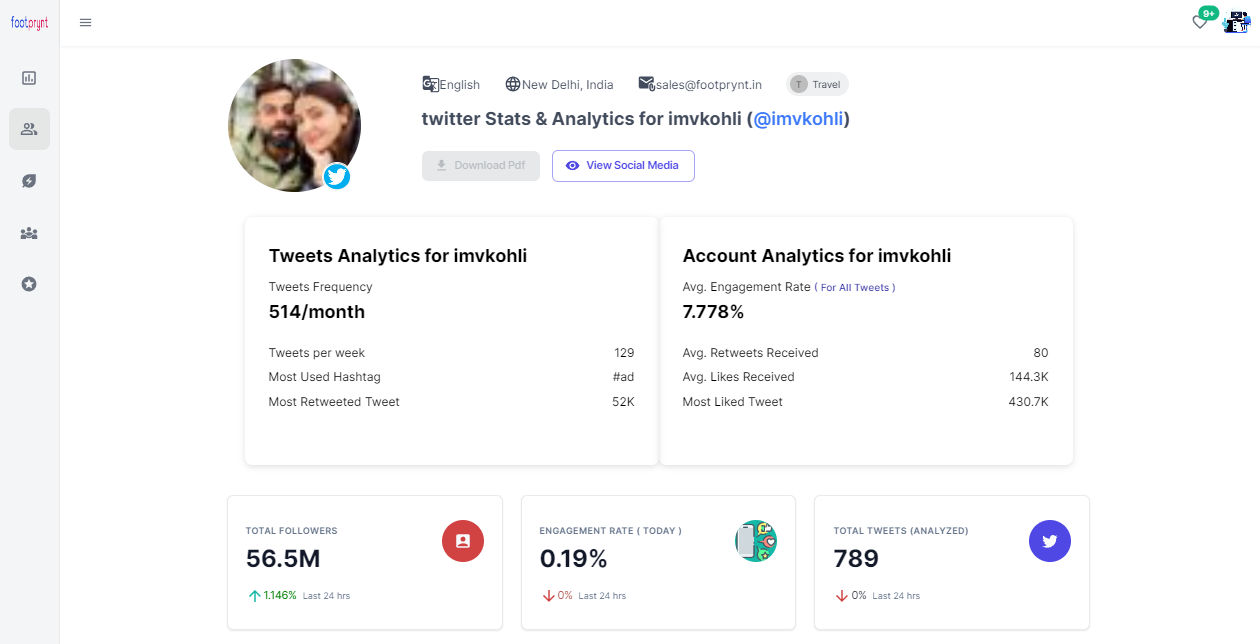 footprynt
9+
English New Delhi, India sales@footprynt.in T Travel
twitter Stats & Analytics for imvkohli (@imvkohli)
Download Pdf View Social Media
Tweets Analytics for imvkohli
Tweets Frequency
514/month
Tweets per week 129
Most Used Hashtag #ad
Most Retweeted Tweet 52K
Account Analytics for imvkohli
Avg. Engagement Rate ( For All Tweets )
7.778%
Avg. Retweets Received 80
Avg. Likes Received 144.3K
Most Liked Tweet 430.7K
TOTAL FOLLOWERS
56.5M
1.146% Last 24 hrs
ENGAGEMENT RATE ( TODAY )
0.19%
0% Last 24 hrs
TOTAL TWEETS (ANALYZED)
789
0% Last 24 hrs